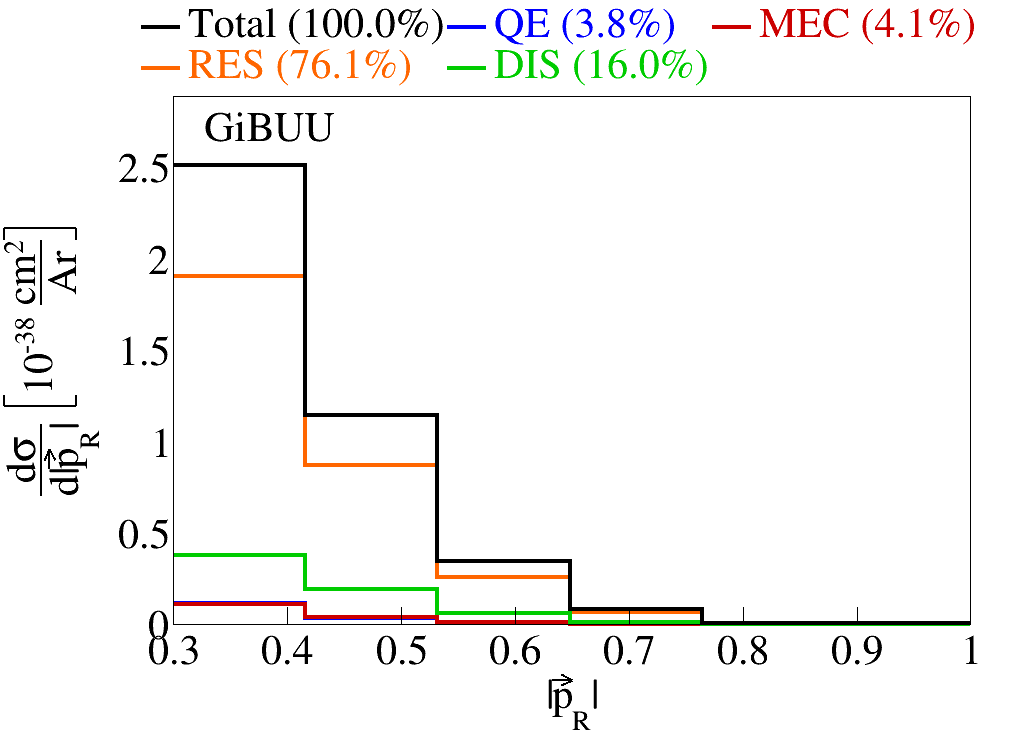 Total (100.0%) QE (3.8%) MEC (4.1%)
RES (76.1%) DIS (16.0%)
GiBUU
2.5
2
1.5
1
0.5
0
0.3 0.4 0.5 0.6 0.7 0.8 0.9 1
|p⃗_R|
dσ/d|p⃗_R| [10^-38 cm^2/Ar]